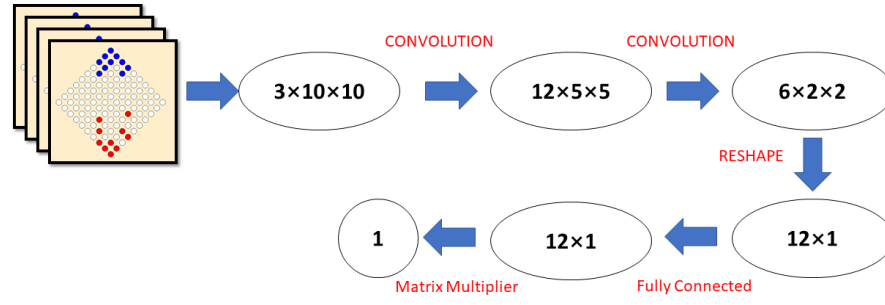 CONVOLUTION
CONVOLUTION
3×10×10
12×5×5
6×2×2
RESHAPE
1
12×1
12×1
Matrix Multiplier
Fully Connected